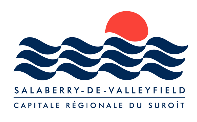 SALABERRY-DE-VALLEYFIELD
CAPITALE RÉGIONALE DU SUROÎT